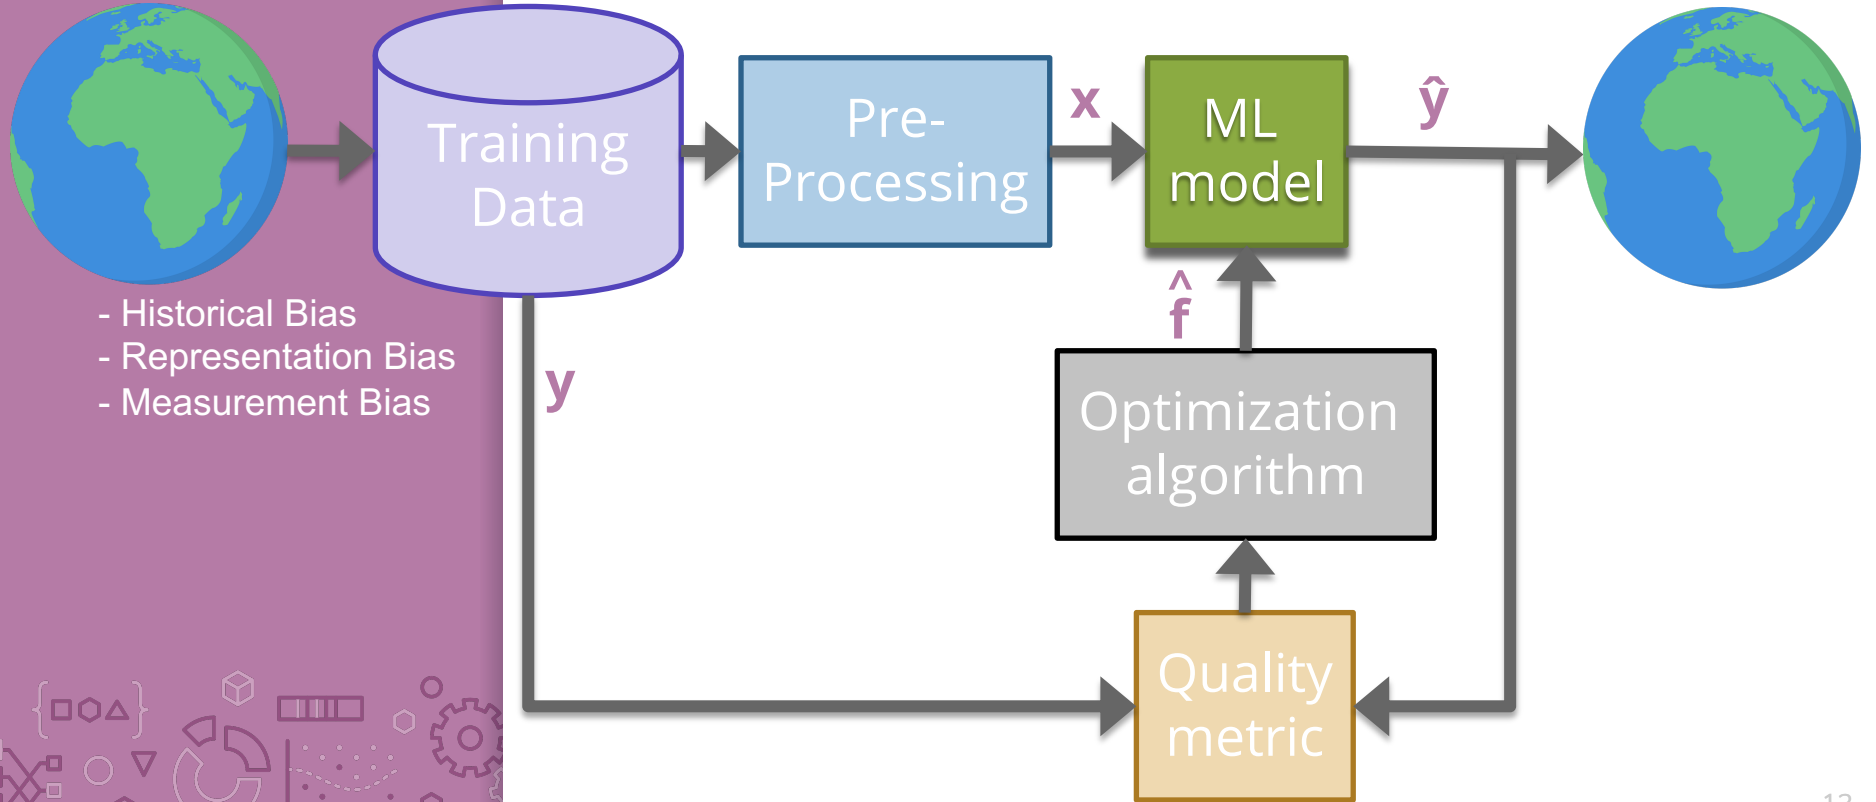 Training
Data
Pre-
Processing
x
ML
model
ŷ
- Historical Bias
- Representation Bias
- Measurement Bias
y
f̂
Optimization
algorithm
Quality
metric